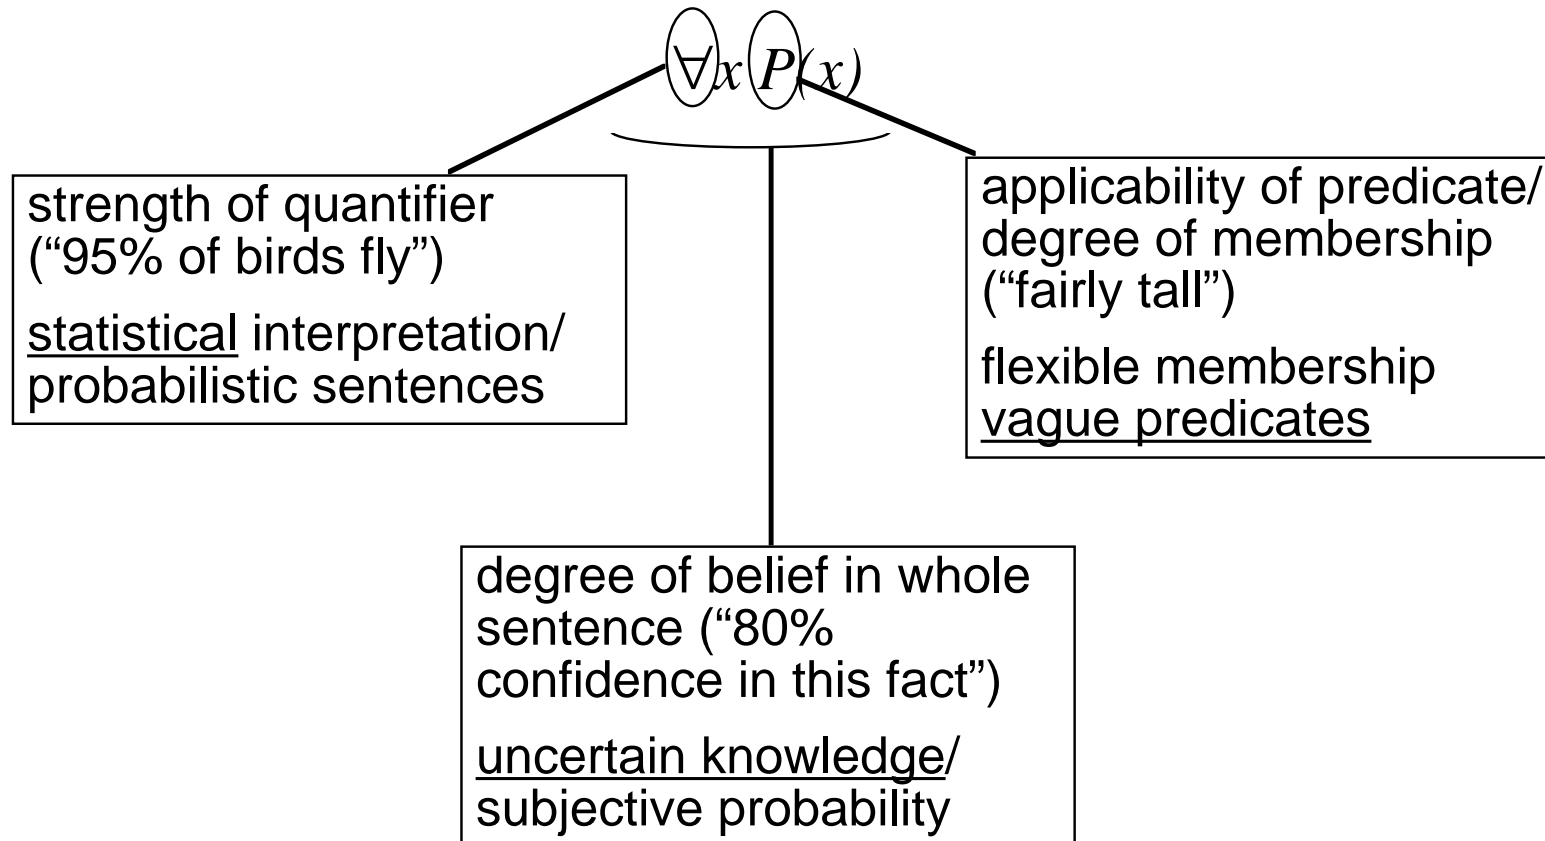 ∀x P(x)
strength of quantifier
(“95% of birds fly”)
statistical interpretation/
probabilistic sentences
applicability of predicate/
degree of membership
(“fairly tall”)
flexible membership
vague predicates
degree of belief in whole
sentence (“80%
confidence in this fact”)
uncertain knowledge/
subjective probability